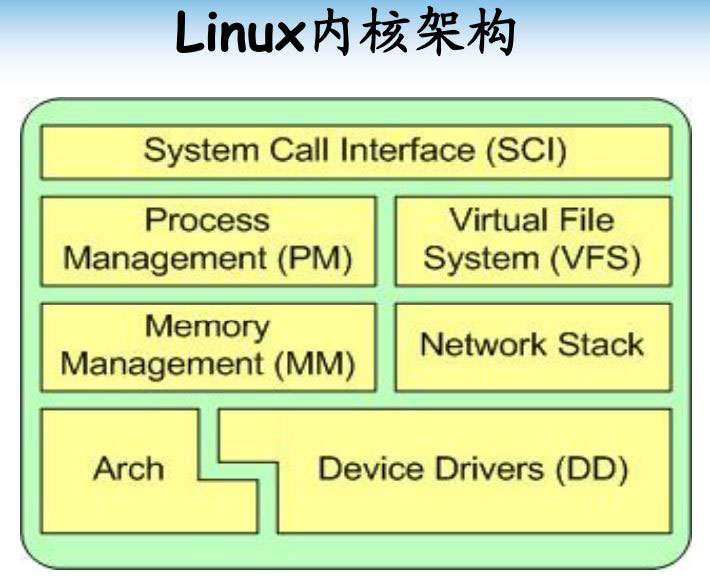 Linux内核架构
System Call Interface (SCI)
Process
Management (PM)
Virtual File
System (VFS)
Memory
Management (MM)
Network Stack
Arch
Device Drivers (DD)